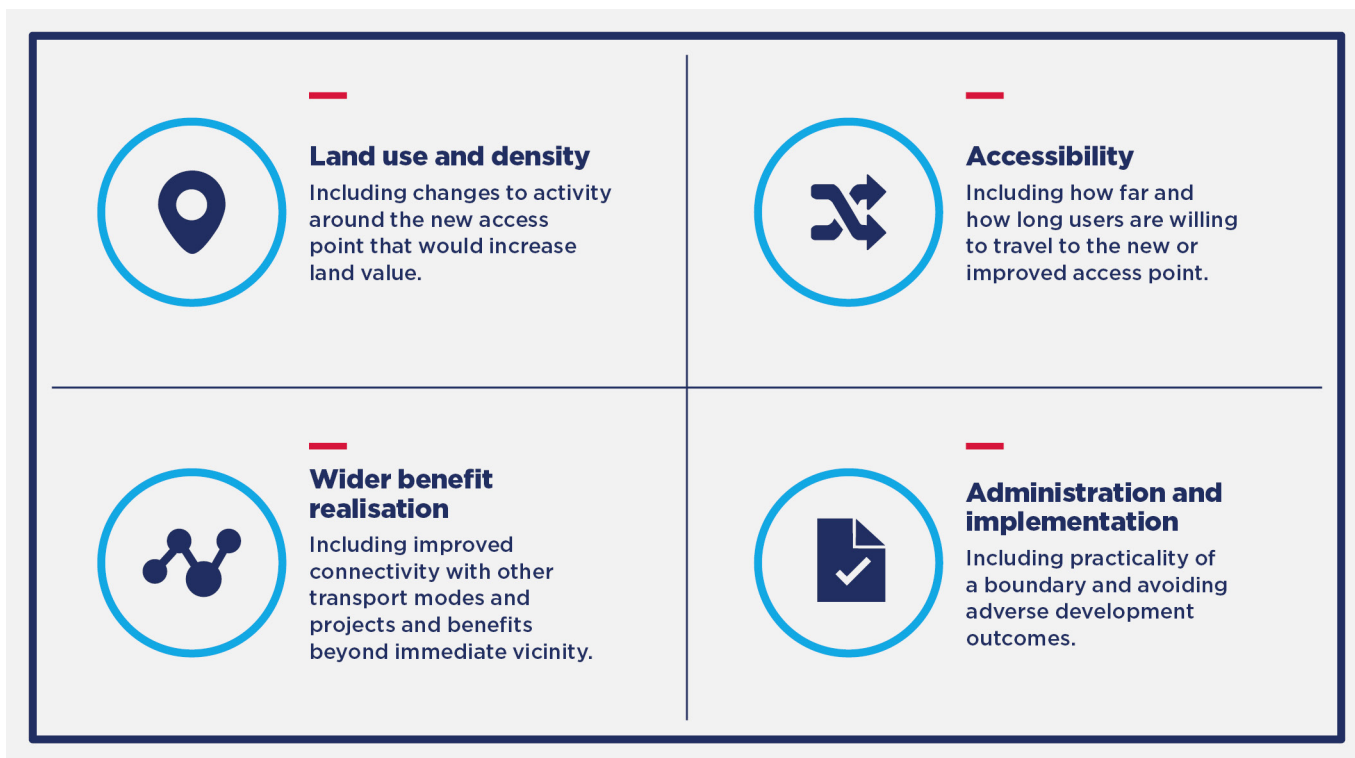 Land use and density
Including changes to activity
around the new access
point that would increase
land value.
Accessibility
Including how far and
how long users are willing
to travel to the new or
improved access point.
Wider benefit
realisation
Including improved
connectivity with other
transport modes and
projects and benefits
beyond immediate vicinity.
Administration and
implementation
Including practicality of
a boundary and avoiding
adverse development
outcomes.